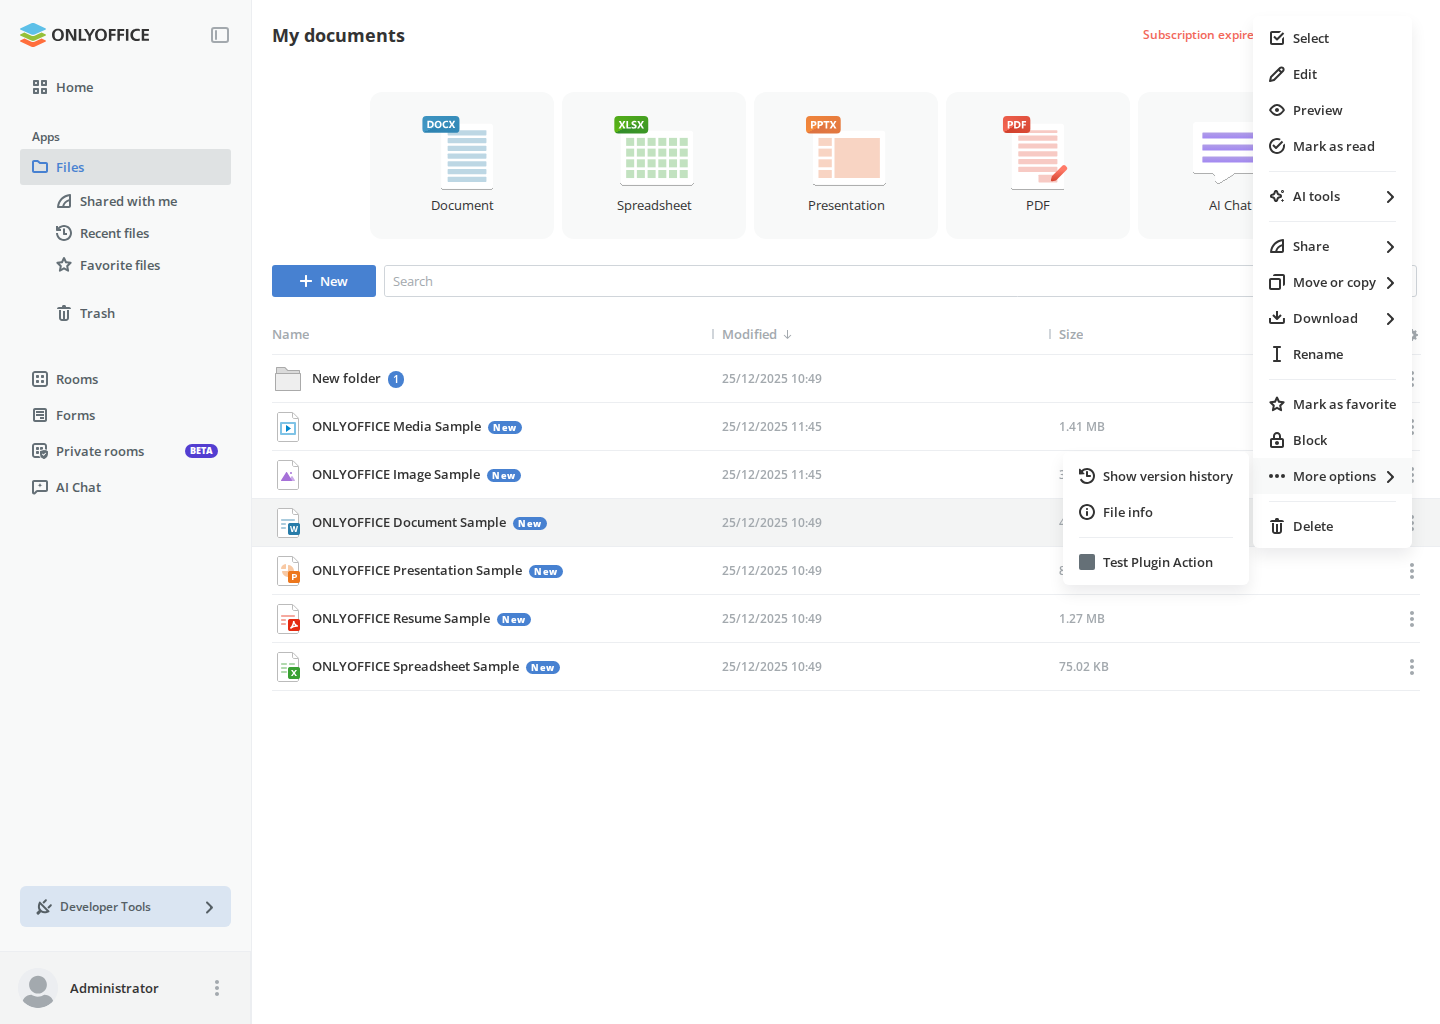 ONLYOFFICE
Home
Apps
Files
Shared with me
Recent files
Favorite files
Trash
Rooms
Forms
Private rooms BETA
AI Chat
Developer Tools
Administrator
My documents
Subscription expire
DOCX
Document
XLSX
Spreadsheet
PPTX
Presentation
PDF
PDF
AI Chat
New
Search
Name Modified Size
New folder 1 25/12/2025 10:49
ONLYOFFICE Media Sample New 25/12/2025 11:45 1.41 MB
ONLYOFFICE Image Sample New 25/12/2025 11:45
W
ONLYOFFICE Document Sample New 25/12/2025 10:49
P
ONLYOFFICE Presentation Sample New 25/12/2025 10:49
ONLYOFFICE Resume Sample New 25/12/2025 10:49 1.27 MB
X
ONLYOFFICE Spreadsheet Sample New 25/12/2025 10:49 75.02 KB
Select
Edit
Preview
Mark as read
AI tools
Share
Move or copy
Download
Rename
Mark as favorite
Block
More options
Delete
Show version history
File info
Test Plugin Action